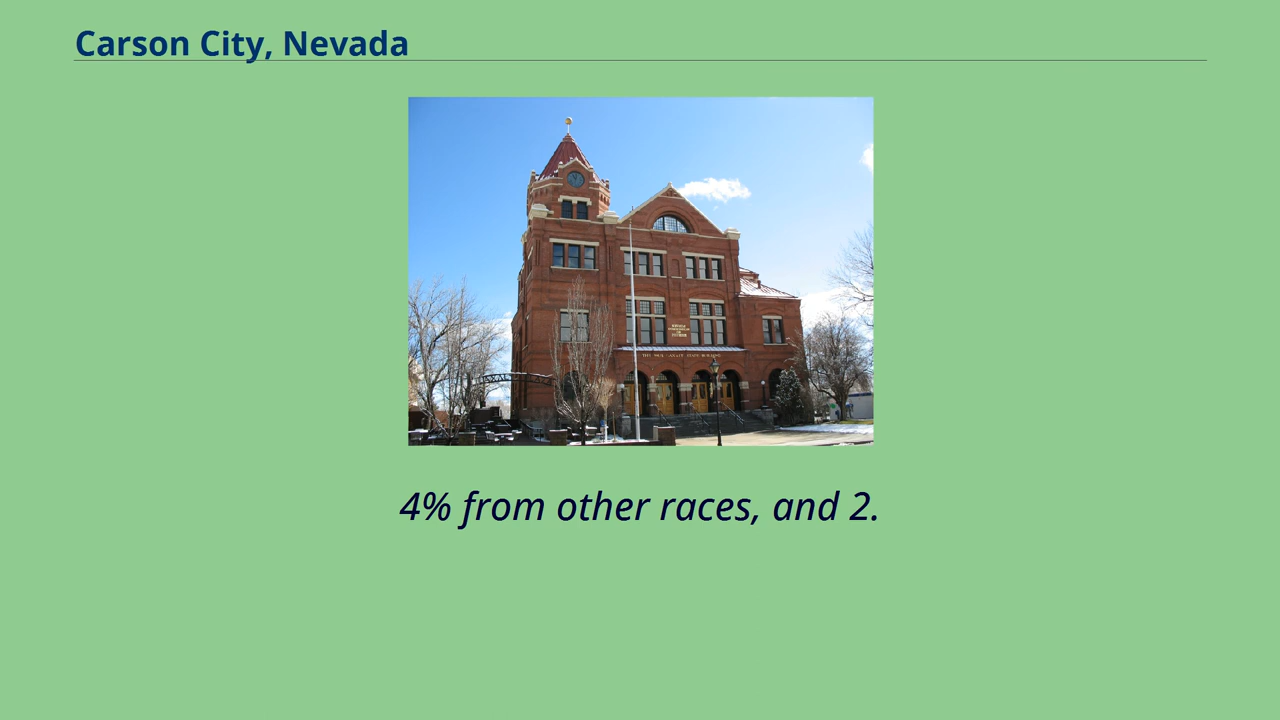 Carson City, Nevada
4% from other races, and 2.